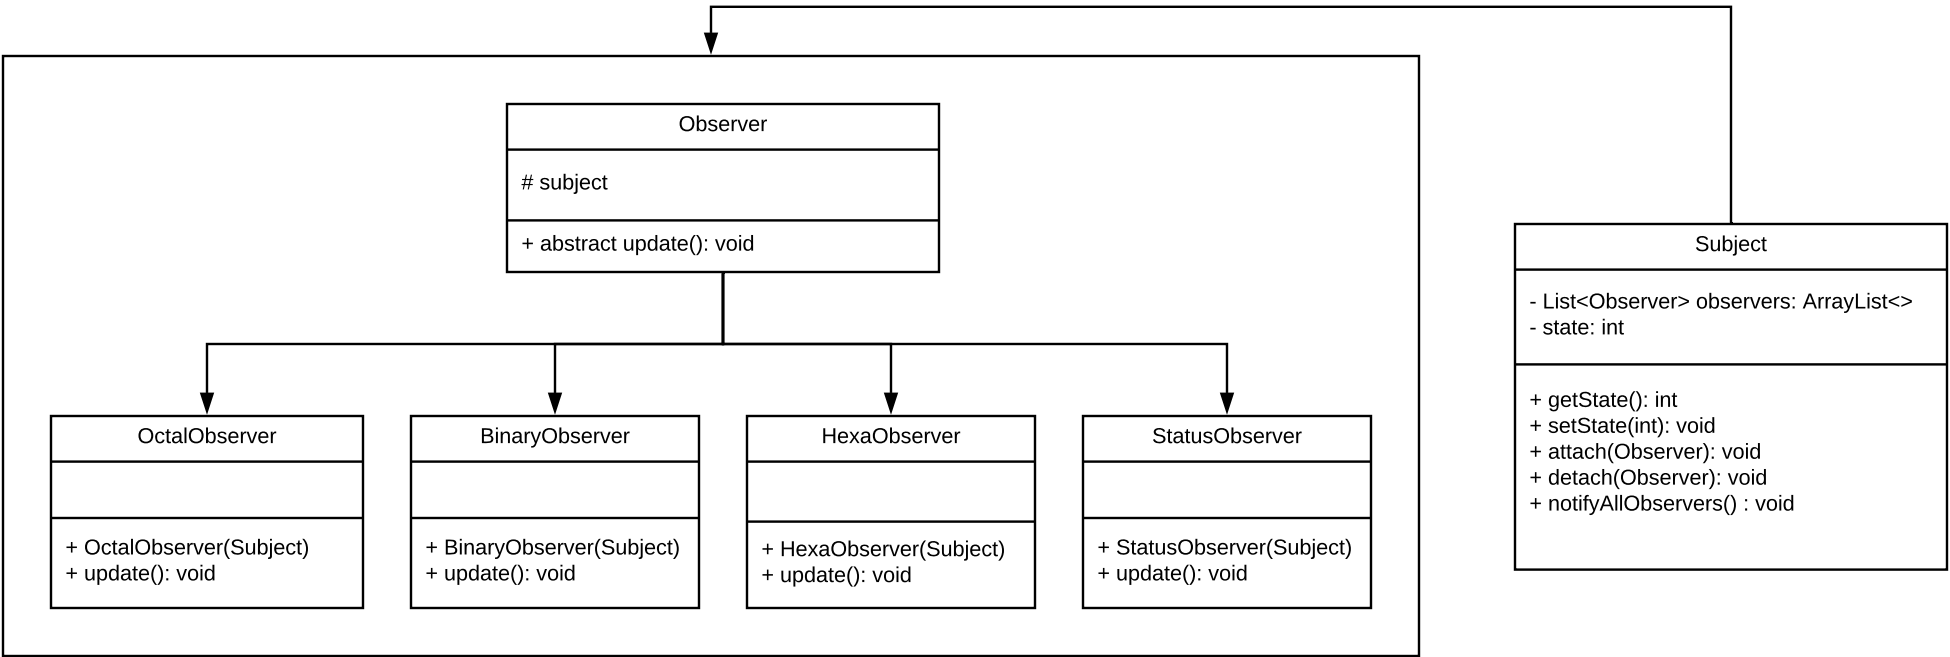 Observer
# subject
+ abstract update(): void
OctalObserver
+ OctalObserver(Subject)
+ update(): void
BinaryObserver
+ BinaryObserver(Subject)
+ update(): void
HexaObserver
+ HexaObserver(Subject)
+ update(): void
StatusObserver
+ StatusObserver(Subject)
+ update(): void
Subject
- List<Observer> observers: ArrayList<>
- state: int
+ getState(): int
+ setState(int): void
+ attach(Observer): void
+ detach(Observer): void
+ notifyAllObservers() : void